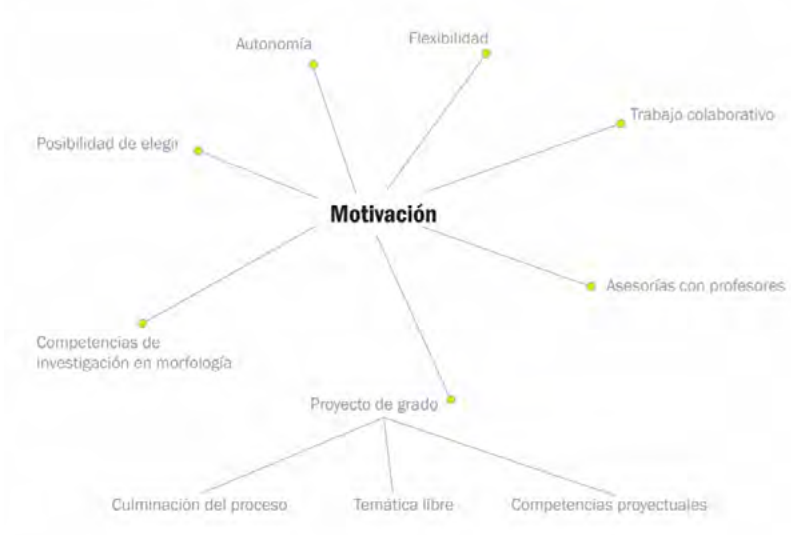 Flexibilidad
Autonomía
Trabajo colaborativo
Posibilidad de elegir
Motivación
Asesorías con profesores
Competencias de
investigación en morfología
Proyecto de grado
Culminación del proceso
Temática libre
Competencias proyectuales